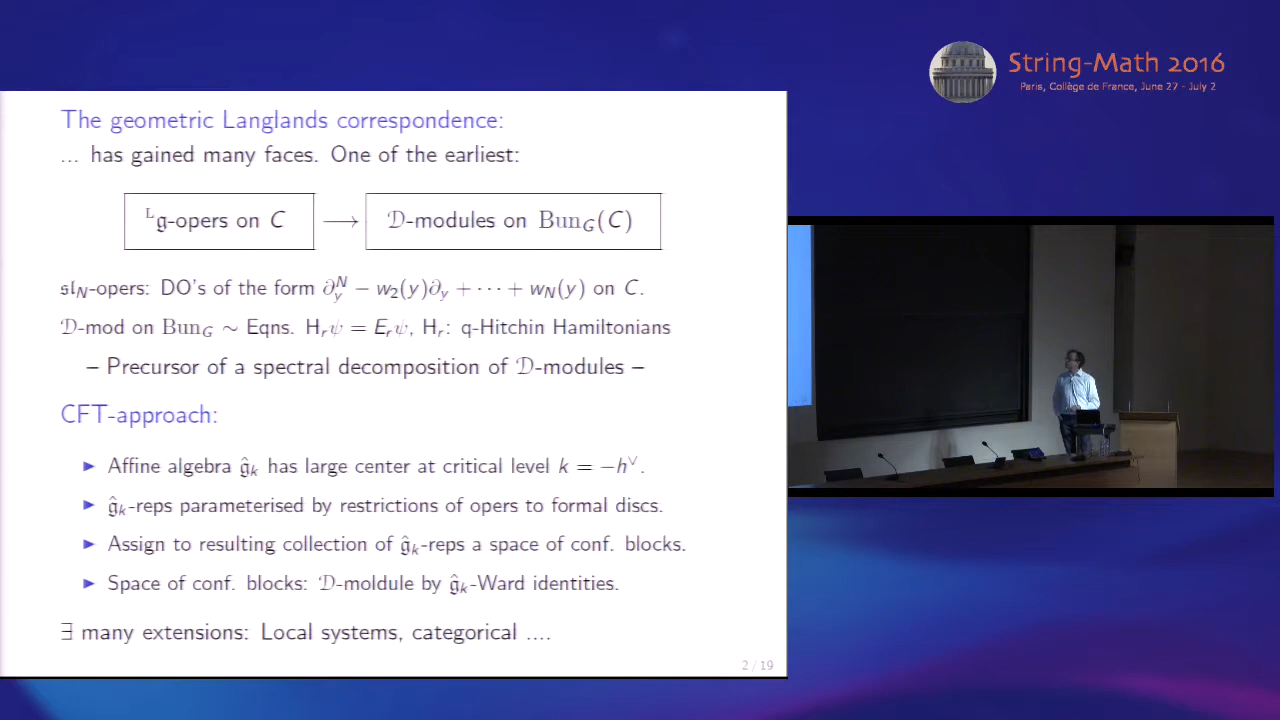 String-Math 2016
Paris, Collège de France, June 27 - July 2
The geometric Langlands correspondence:
... has gained many faces. One of the earliest:
ᴸ𝔤-opers on C ⟶ 𝒟-modules on Bun_G(C)
𝔰𝔩_N-opers: DO's of the form ∂_y^N − w₂(y)∂_y + ⋯ + w_N(y) on C.
𝒟-mod on Bun_G ∼ Eqns. H_rψ = E_rψ, H_r: q-Hitchin Hamiltonians
– Precursor of a spectral decomposition of 𝒟-modules –
CFT-approach:
▶ Affine algebra 𝔤̂_k has large center at critical level k = −h^∨.
▶ 𝔤̂_k-reps parameterised by restrictions of opers to formal discs.
▶ Assign to resulting collection of 𝔤̂_k-reps a space of conf. blocks.
▶ Space of conf. blocks: 𝒟-moldule by 𝔤̂_k-Ward identities.
∃ many extensions: Local systems, categorical ....
2 / 19